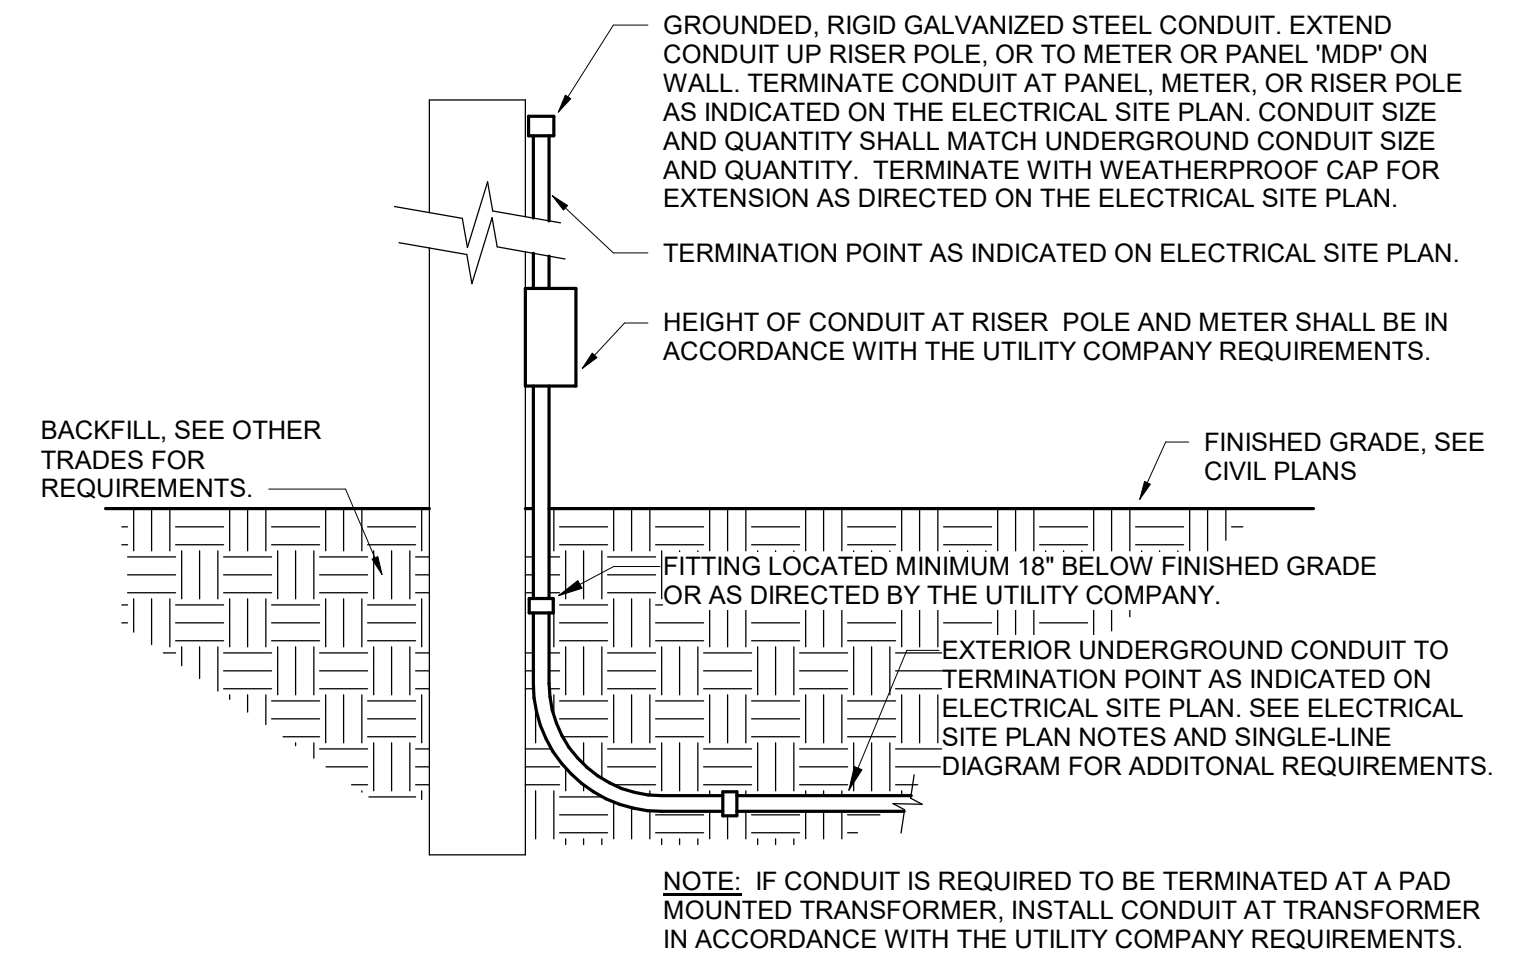 GROUNDED, RIGID GALVANIZED STEEL CONDUIT. EXTEND
CONDUIT UP RISER POLE, OR TO METER OR PANEL 'MDP' ON
WALL. TERMINATE CONDUIT AT PANEL, METER, OR RISER POLE
AS INDICATED ON THE ELECTRICAL SITE PLAN. CONDUIT SIZE
AND QUANTITY SHALL MATCH UNDERGROUND CONDUIT SIZE
AND QUANTITY. TERMINATE WITH WEATHERPROOF CAP FOR
EXTENSION AS DIRECTED ON THE ELECTRICAL SITE PLAN.
TERMINATION POINT AS INDICATED ON ELECTRICAL SITE PLAN.
HEIGHT OF CONDUIT AT RISER POLE AND METER SHALL BE IN
ACCORDANCE WITH THE UTILITY COMPANY REQUIREMENTS.
BACKFILL, SEE OTHER
TRADES FOR
REQUIREMENTS.
FINISHED GRADE, SEE
CIVIL PLANS
FITTING LOCATED MINIMUM 18" BELOW FINISHED GRADE
OR AS DIRECTED BY THE UTILITY COMPANY.
EXTERIOR UNDERGROUND CONDUIT TO
TERMINATION POINT AS INDICATED ON
ELECTRICAL SITE PLAN. SEE ELECTRICAL
SITE PLAN NOTES AND SINGLE-LINE
DIAGRAM FOR ADDITONAL REQUIREMENTS.
NOTE: IF CONDUIT IS REQUIRED TO BE TERMINATED AT A PAD
MOUNTED TRANSFORMER, INSTALL CONDUIT AT TRANSFORMER
IN ACCORDANCE WITH THE UTILITY COMPANY REQUIREMENTS.